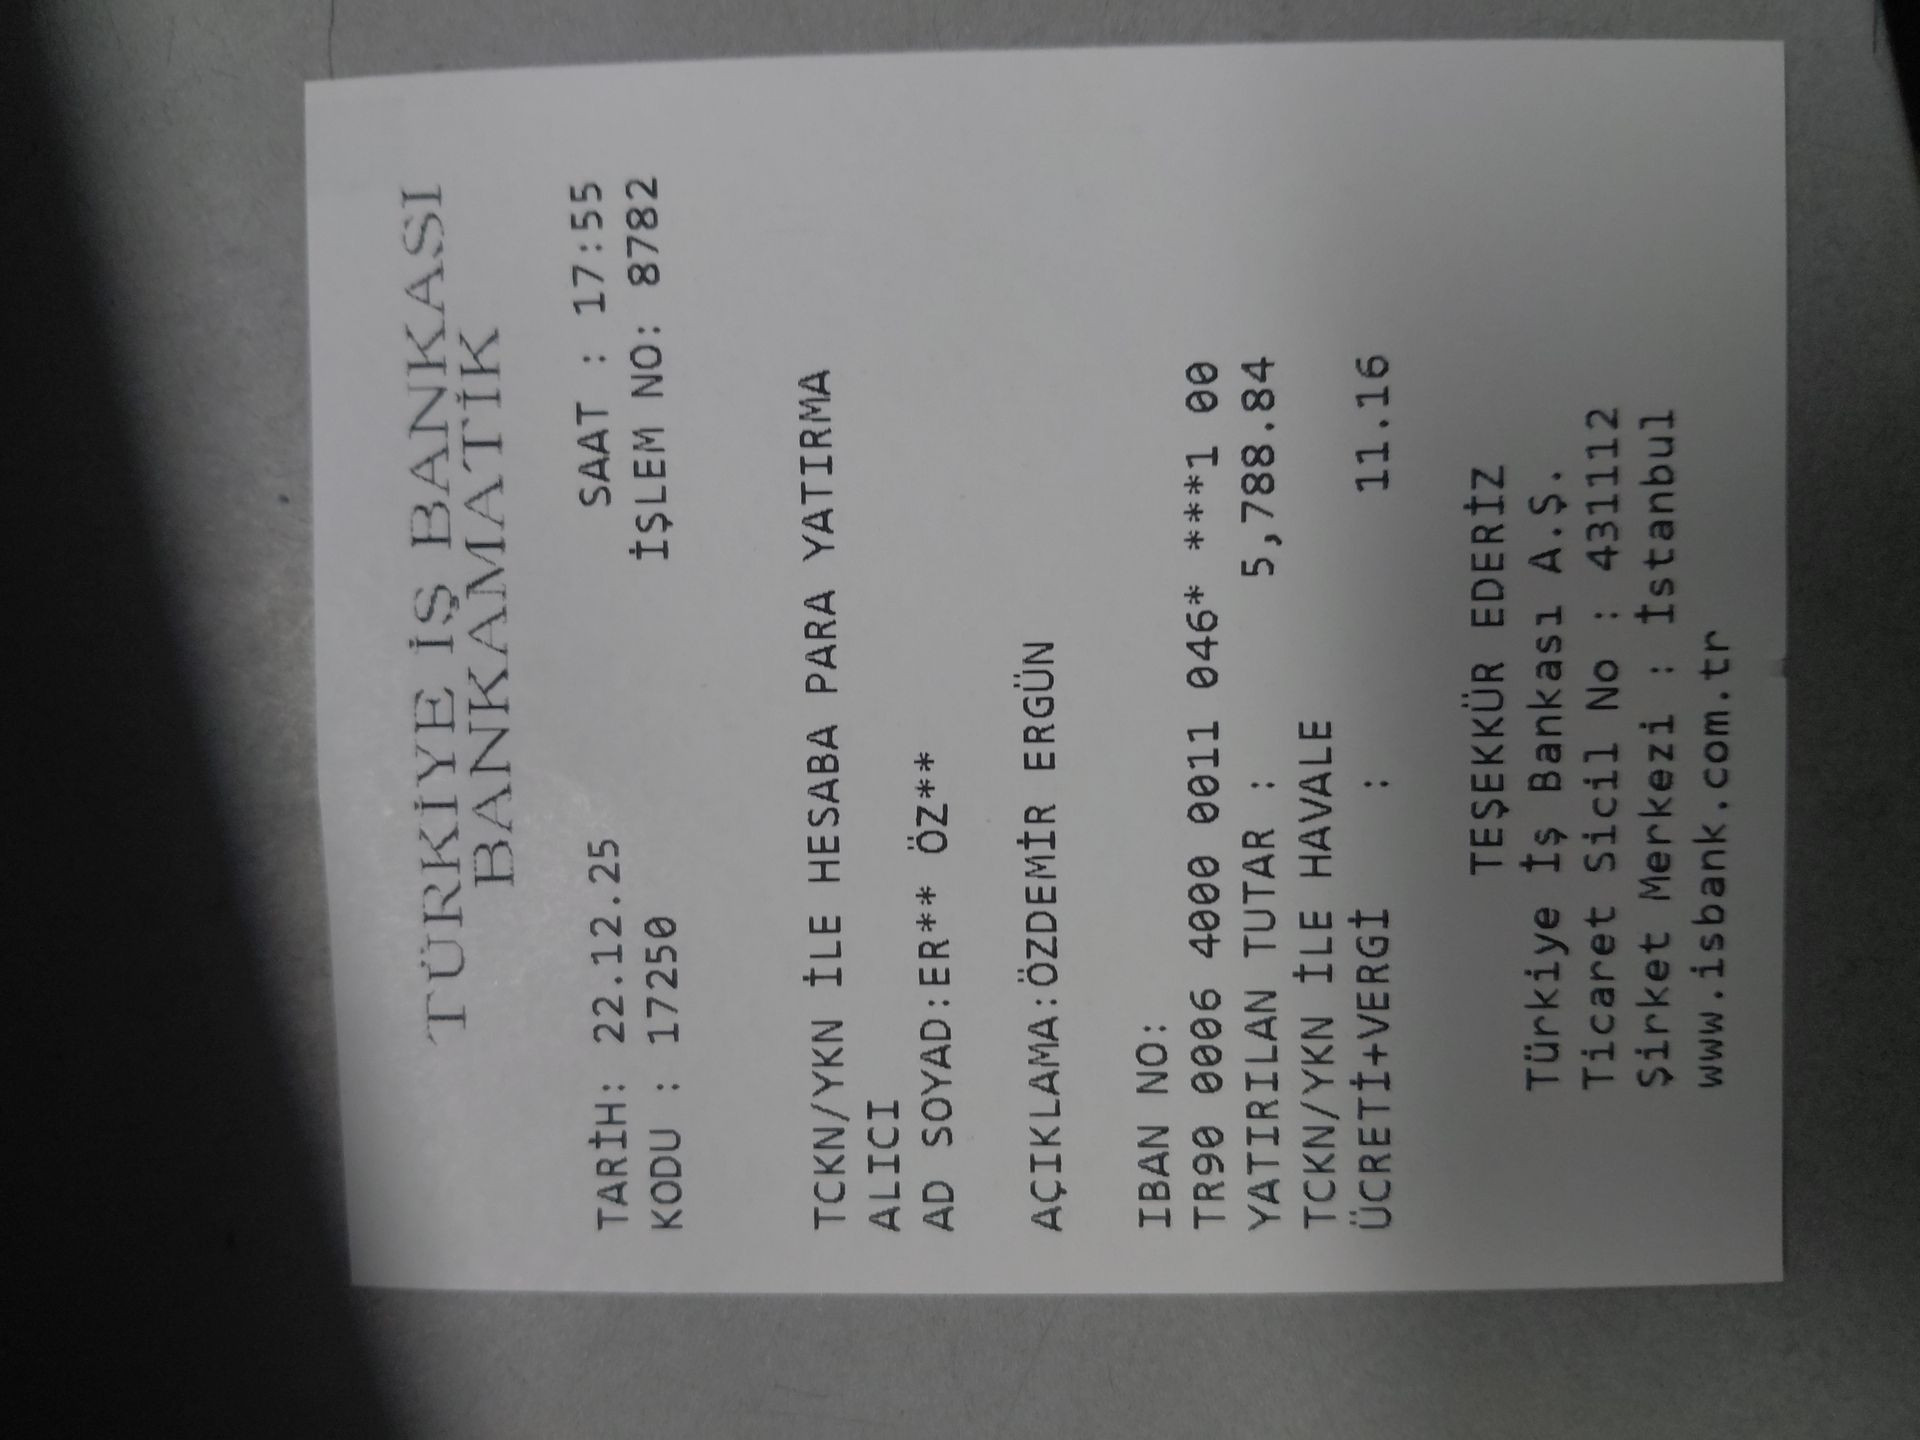 TÜRKİYE İŞ BANKASI
BANKAMATİK
TARİH: 22.12.25 SAAT : 17:55
KODU : 17250 İŞLEM NO: 8782
TCKN/YKN İLE HESABA PARA YATIRMA
ALICI
AD SOYAD:ER** ÖZ**
AÇIKLAMA:ÖZDEMİR ERGÜN
IBAN NO:
TR90 0006 4000 0011 046* ***1 00
YATIRILAN TUTAR : 5,788.84
TCKN/YKN İLE HAVALE
ÜCRETİ+VERGİ : 11.16
TEŞEKKÜR EDERİZ
Türkiye İş Bankası A.Ş.
Ticaret Sicil No : 431112
Şirket Merkezi : İstanbul
www.isbank.com.tr